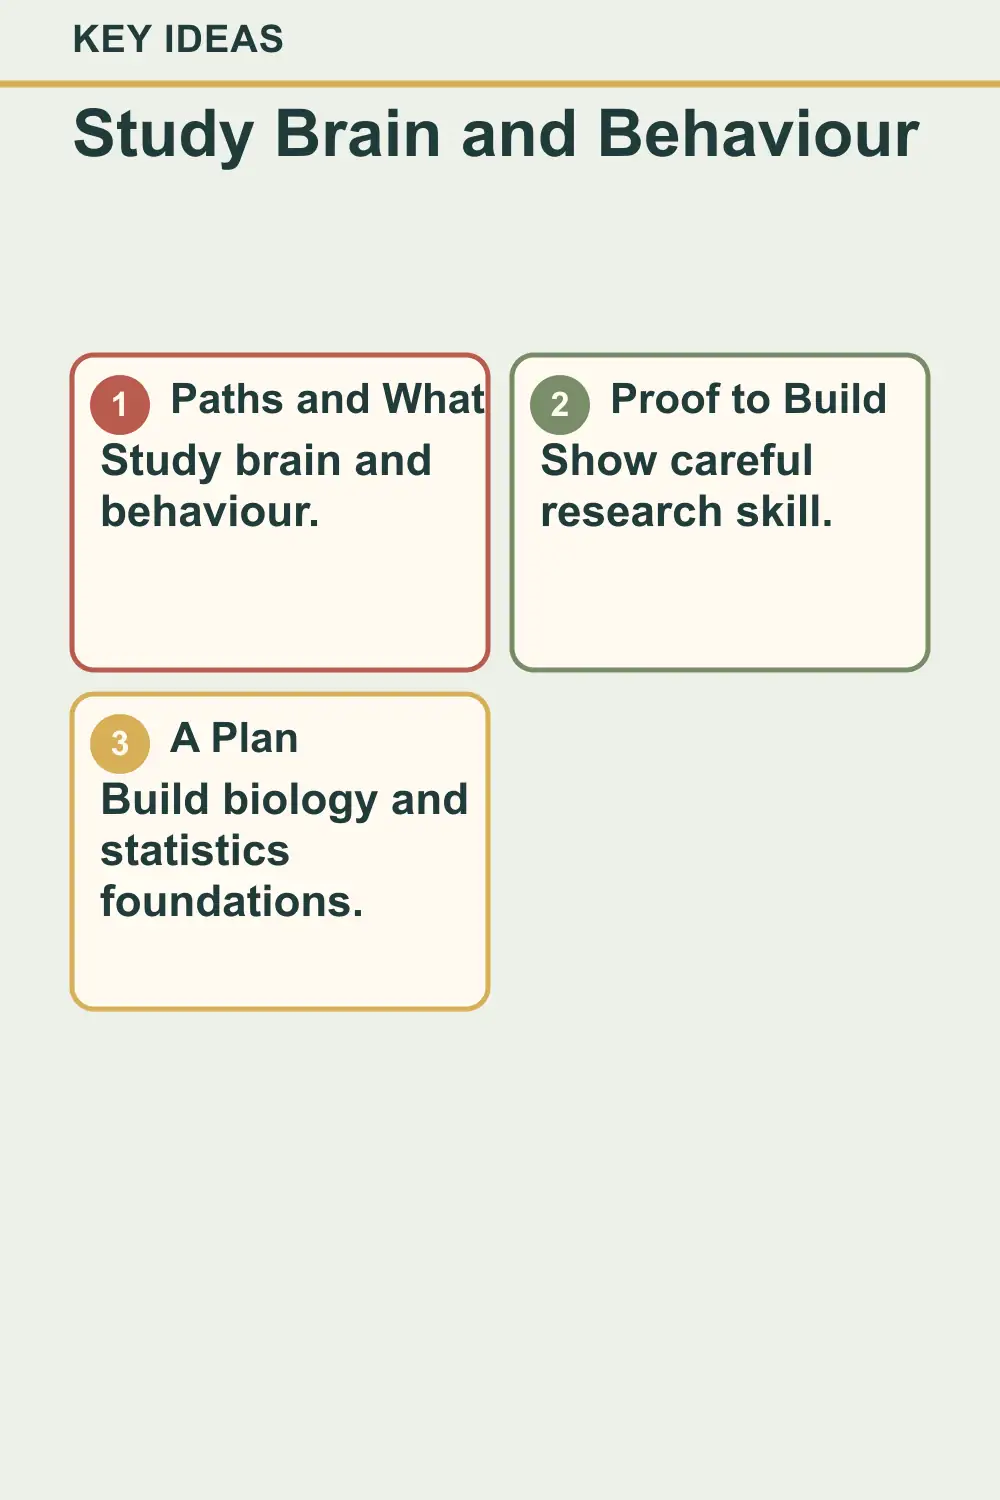 KEY IDEAS
Study Brain and Behaviour
1 Paths and What
Study brain and
behaviour.
2 Proof to Build
Show careful
research skill.
3 A Plan
Build biology and
statistics
foundations.